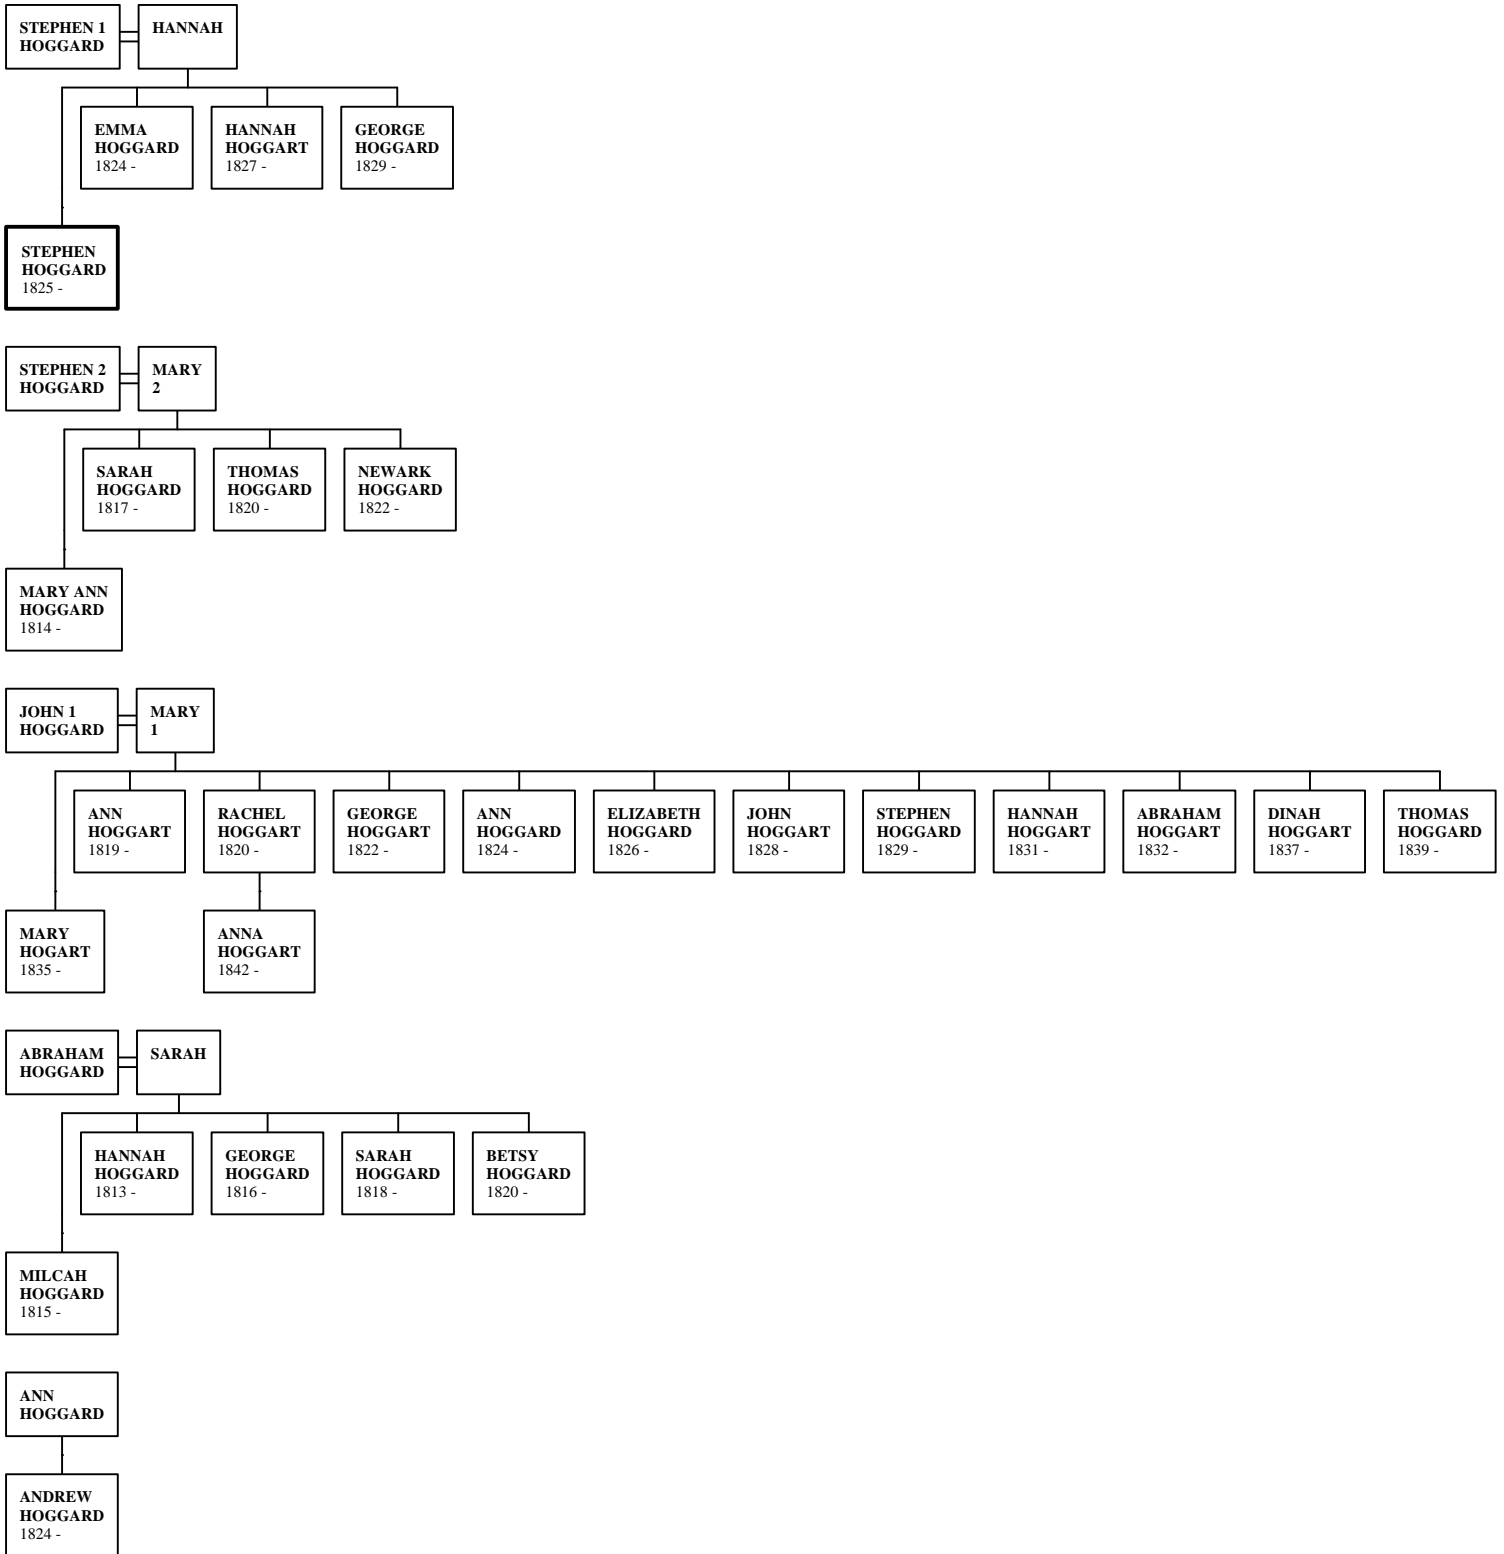 STEPHEN 1
HOGGARD
HANNAH
EMMA
HOGGARD
1824 -
HANNAH
HOGGART
1827 -
GEORGE
HOGGARD
1829 -
STEPHEN
HOGGARD
1825 -
STEPHEN 2
HOGGARD
MARY
2
SARAH
HOGGARD
1817 -
THOMAS
HOGGARD
1820 -
NEWARK
HOGGARD
1822 -
MARY ANN
HOGGARD
1814 -
JOHN 1
HOGGARD
MARY
1
ANN
HOGGART
1819 -
RACHEL
HOGGART
1820 -
GEORGE
HOGGART
1822 -
ANN
HOGGARD
1824 -
ELIZABETH
HOGGARD
1826 -
JOHN
HOGGART
1828 -
STEPHEN
HOGGARD
1829 -
HANNAH
HOGGART
1831 -
ABRAHAM
HOGGART
1832 -
DINAH
HOGGART
1837 -
THOMAS
HOGGARD
1839 -
MARY
HOGART
1835 -
ANNA
HOGGART
1842 -
ABRAHAM
HOGGARD
SARAH
HANNAH
HOGGARD
1813 -
GEORGE
HOGGARD
1816 -
SARAH
HOGGARD
1818 -
BETSY
HOGGARD
1820 -
MILCAH
HOGGARD
1815 -
ANN
HOGGARD
ANDREW
HOGGARD
1824 -